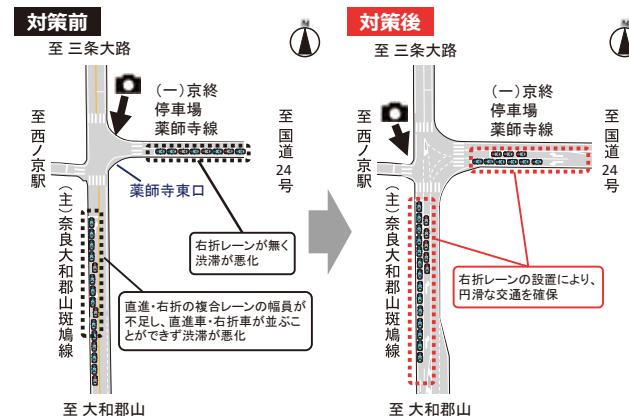 対策前
N
至 三条大路
(一)京終
停車場
薬師寺線
至 西ノ京駅
至 国道24号
薬師寺東口
(主)奈良大和郡山斑鳩線
右折レーンが無く
渋滞が悪化
直進・右折の複合レーンの幅員が
不足し、直進車・右折車が並ぶこ
とができず渋滞が悪化
至 大和郡山
対策後
N
至 三条大路
(一)京終
停車場
薬師寺線
至 西ノ京駅
至 国道24号
(主)奈良大和郡山斑鳩線
右折レーンの設置により、
円滑な交通を確保
至 大和郡山